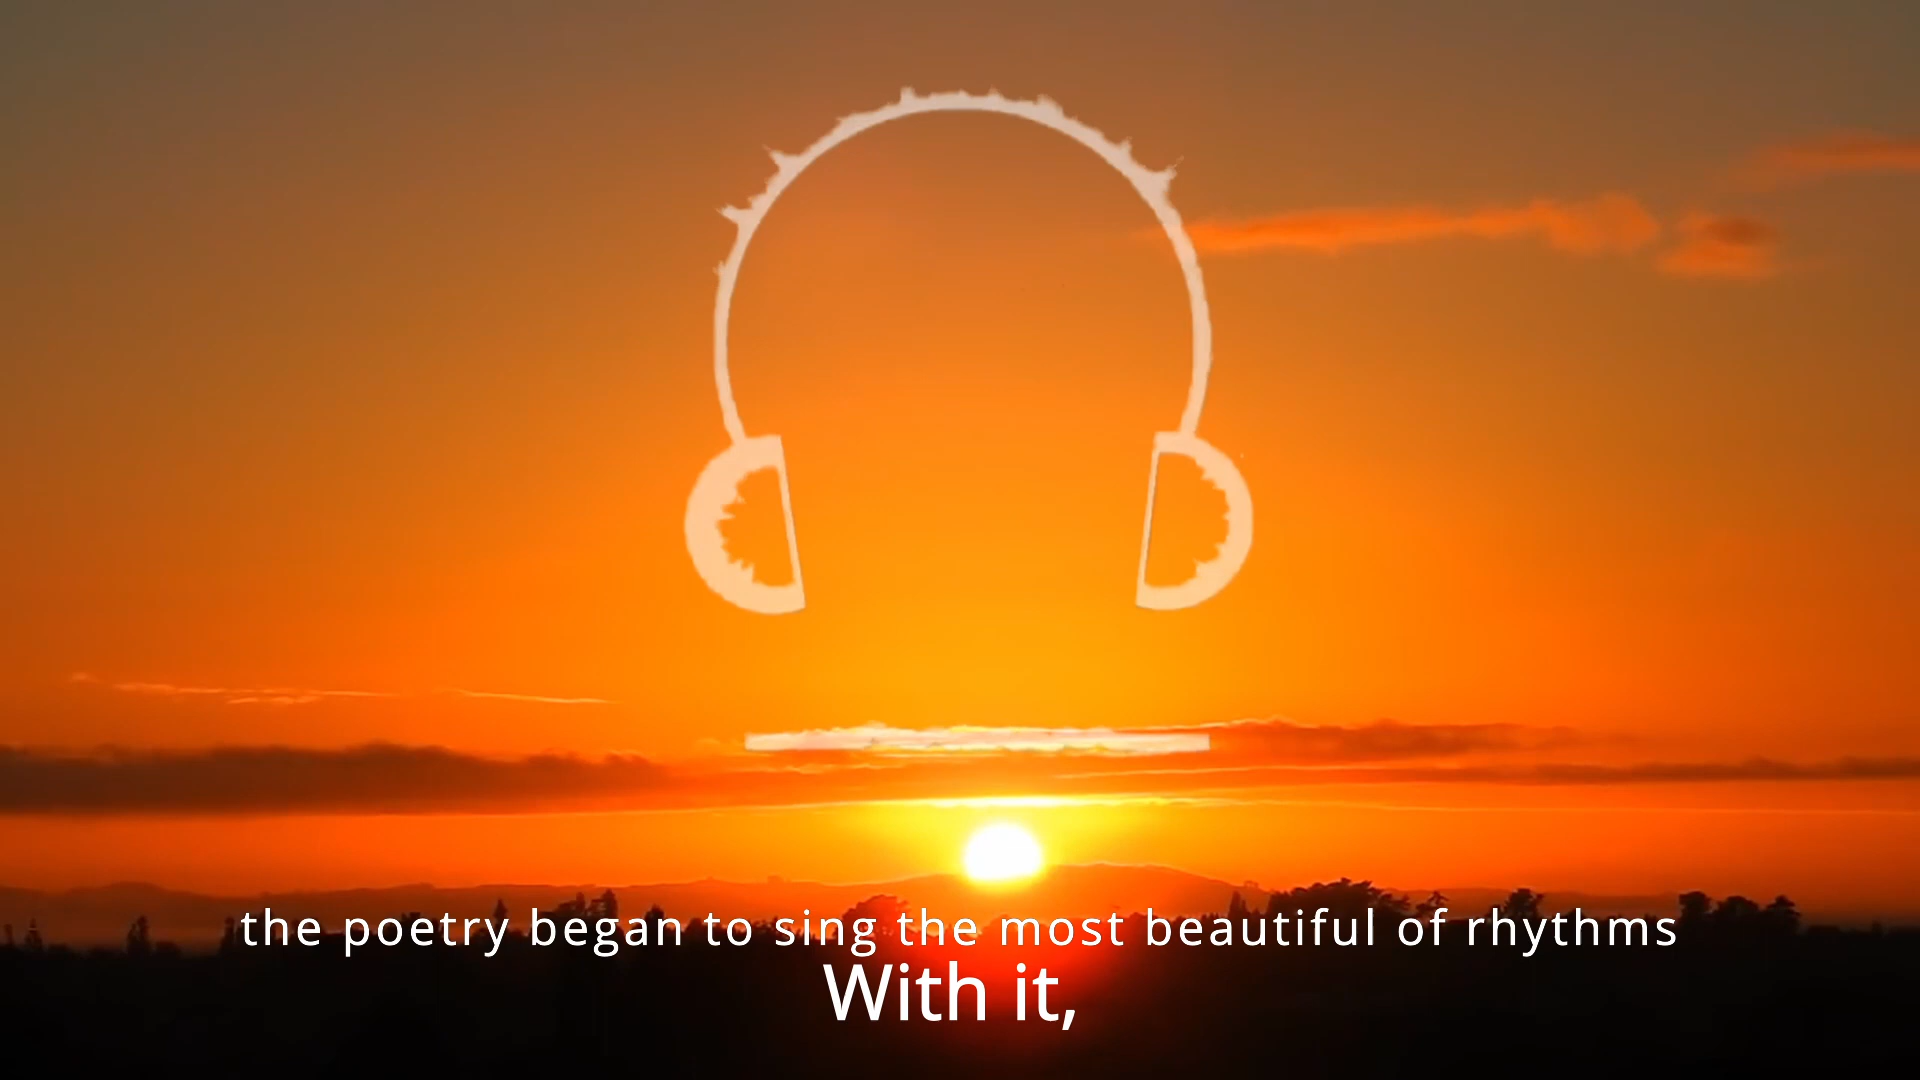 the poetry began to sing the most beautiful of rhythms
With it,